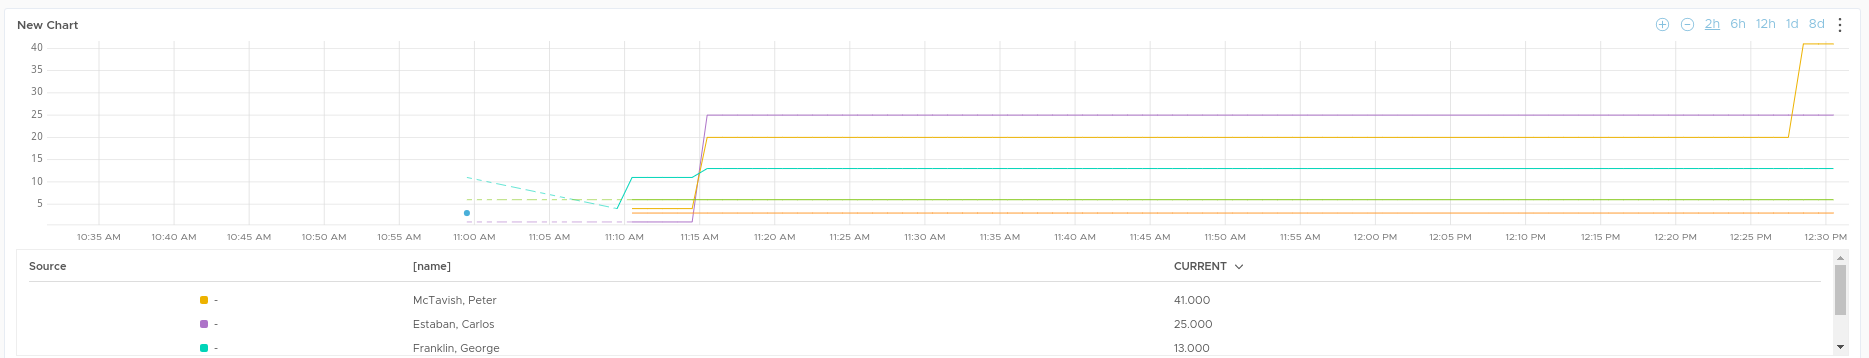 New Chart
2h 6h 12h 1d 8d
40
35
30
25
20
15
10
5
10:35 AM 10:40 AM 10:45 AM 10:50 AM 10:55 AM 11:00 AM 11:05 AM 11:10 AM 11:15 AM 11:20 AM 11:25 AM 11:30 AM 11:35 AM 11:40 AM 11:45 AM 11:50 AM 11:55 AM 12:00 PM 12:05 PM 12:10 PM 12:15 PM 12:20 PM 12:25 PM 12:30 PM
Source [name] CURRENT
- McTavish, Peter 41.000
- Estaban, Carlos 25.000
- Franklin, George 13.000